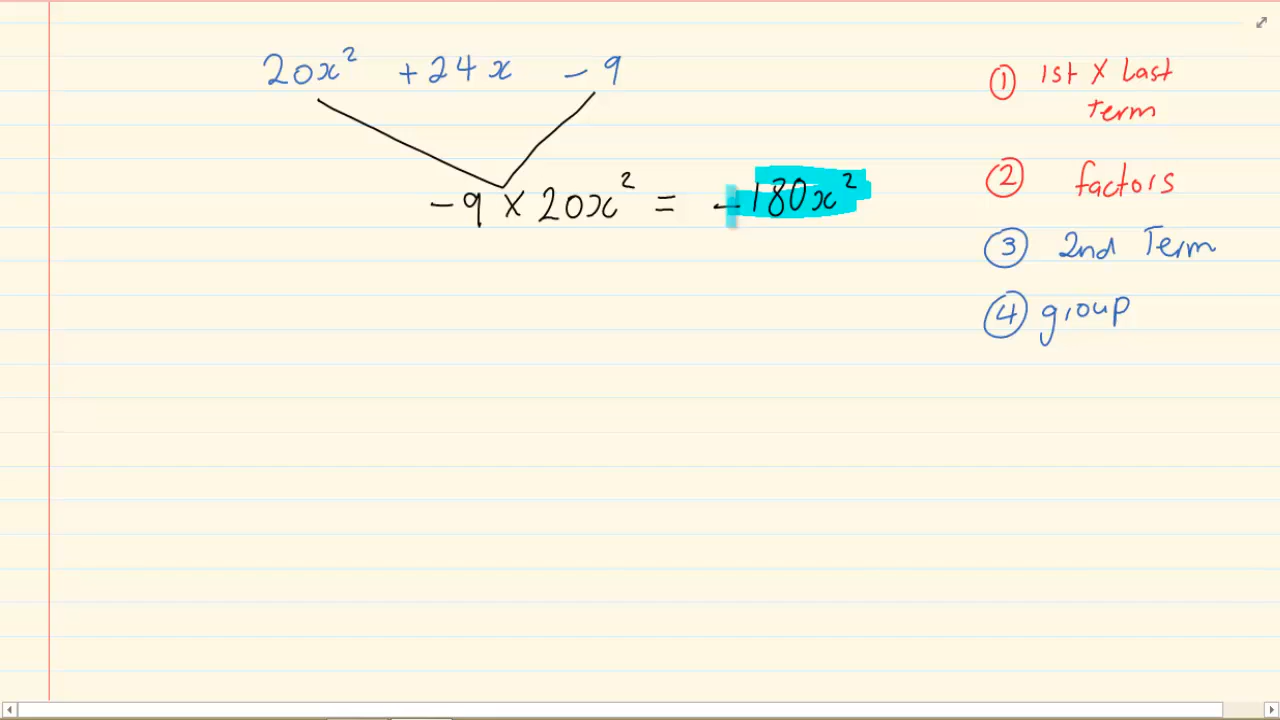 20x² +24x -9
-9 × 20x² = -180x²
① 1st × Last
term
② factors
③ 2nd Term
④ group